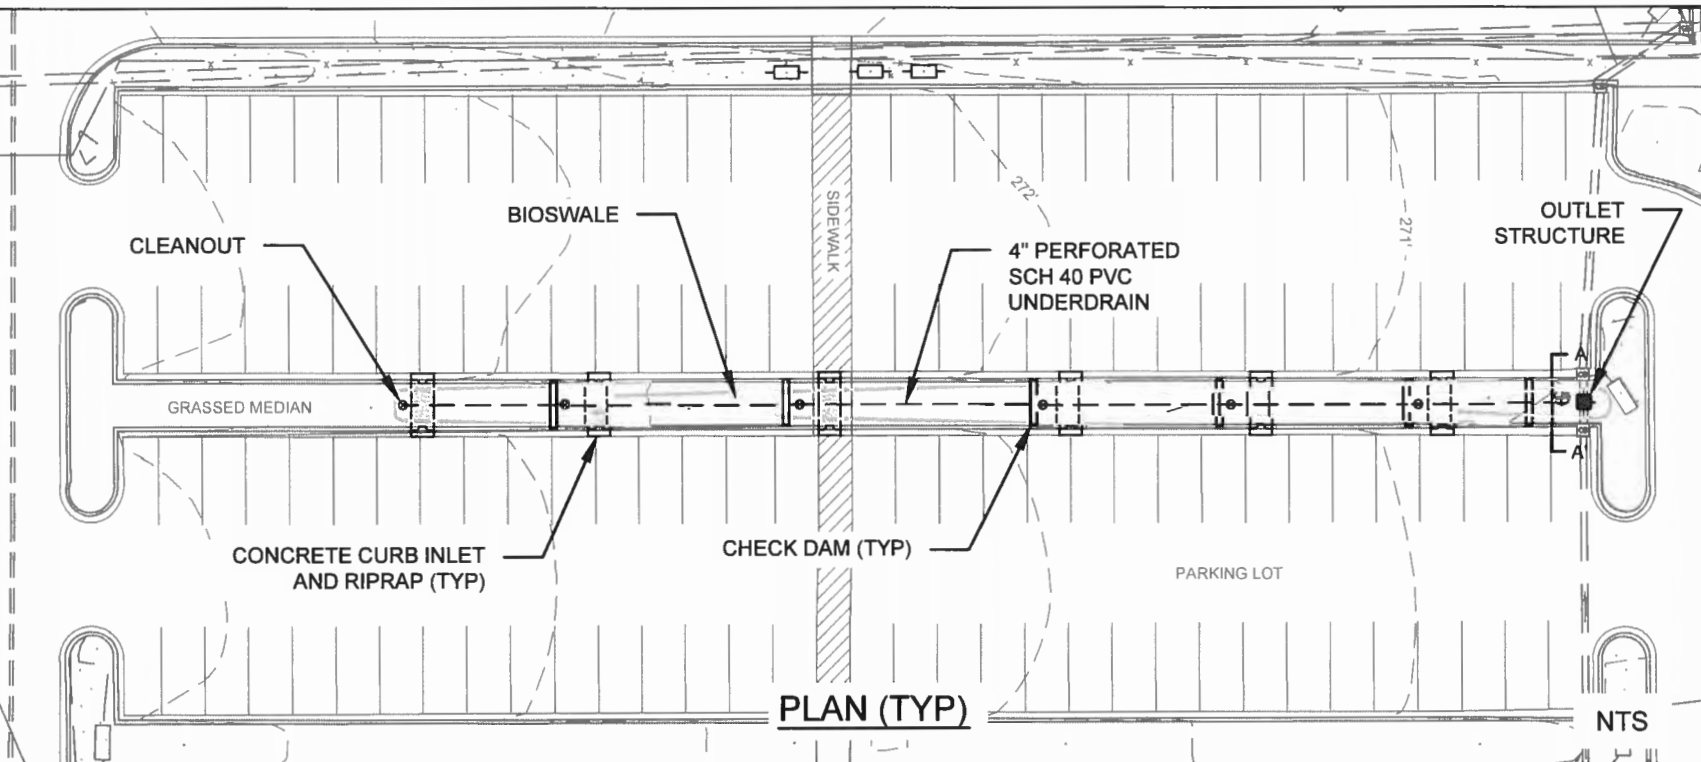 SIDEWALK
272'
271'
BIOSWALE
CLEANOUT
4" PERFORATED
SCH 40 PVC
UNDERDRAIN
OUTLET
STRUCTURE
A
GRASSED MEDIAN
A'
CONCRETE CURB INLET
AND RIPRAP (TYP)
CHECK DAM (TYP)
PARKING LOT
PLAN (TYP)
NTS